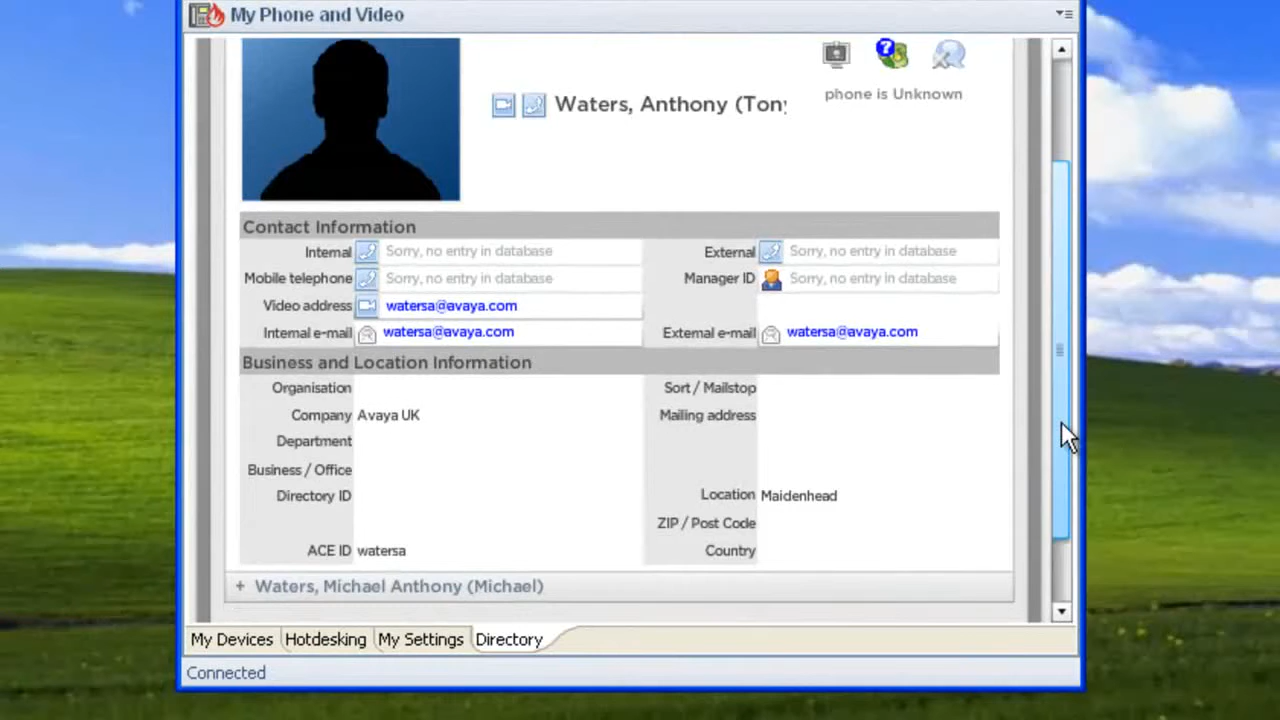 My Phone and Video
?
Waters, Anthony (Tony
phone is Unknown
Contact Information
Internal Sorry, no entry in database External Sorry, no entry in database
Mobile telephone Sorry, no entry in database Manager ID Sorry, no entry in database
Video address watersa@avaya.com
Internal e-mail watersa@avaya.com External e-mail watersa@avaya.com
Business and Location Information
Organisation Sort / Mailstop
Company Avaya UK Mailing address
Department
Business / Office
Directory ID Location Maidenhead
ZIP / Post Code
ACE ID watersa Country
+ Waters, Michael Anthony (Michael)
My Devices Hotdesking My Settings Directory
Connected